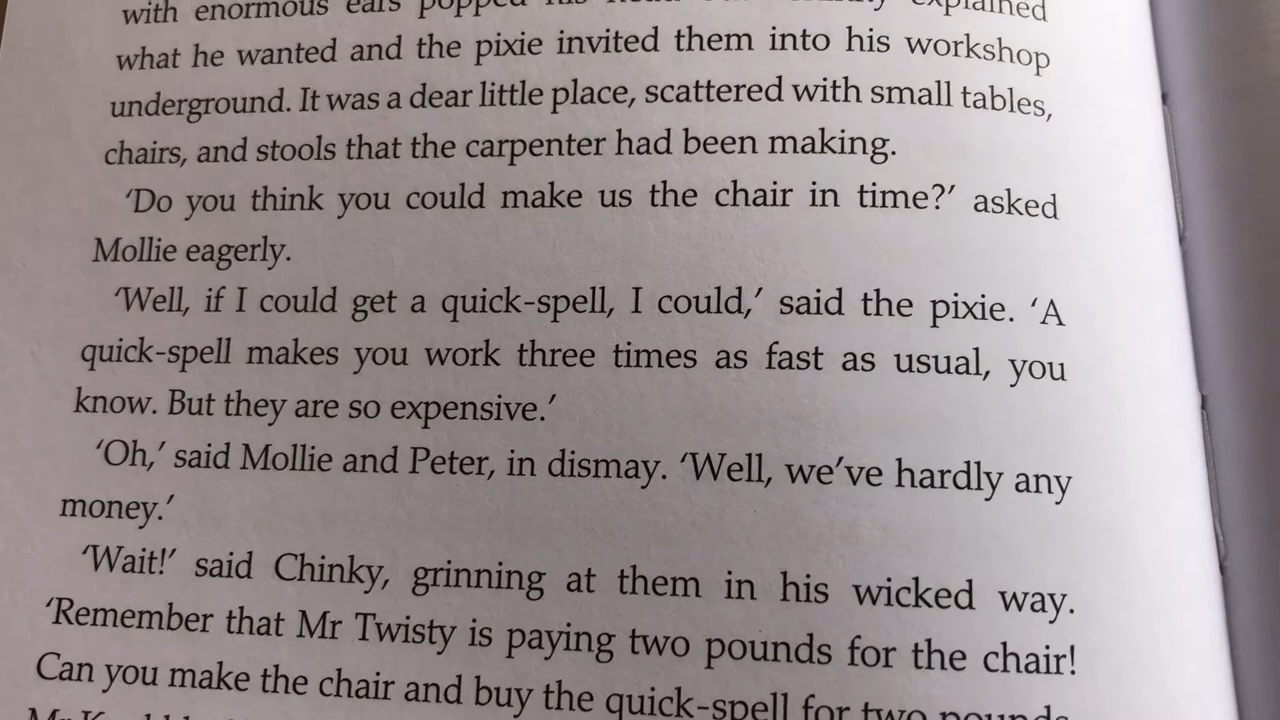 with enormous ears popped his explained
what he wanted and the pixie invited them into his workshop
underground. It was a dear little place, scattered with small tables,
chairs, and stools that the carpenter had been making.
‘Do you think you could make us the chair in time?’ asked
Mollie eagerly.
‘Well, if I could get a quick-spell, I could,’ said the pixie. ‘A
quick-spell makes you work three times as fast as usual, you
know. But they are so expensive.’
‘Oh,’ said Mollie and Peter, in dismay. ‘Well, we’ve hardly any
money.’
‘Wait!’ said Chinky, grinning at them in his wicked way.
‘Remember that Mr Twisty is paying two pounds for the chair!
Can you make the chair and buy the quick-spell for two pounds